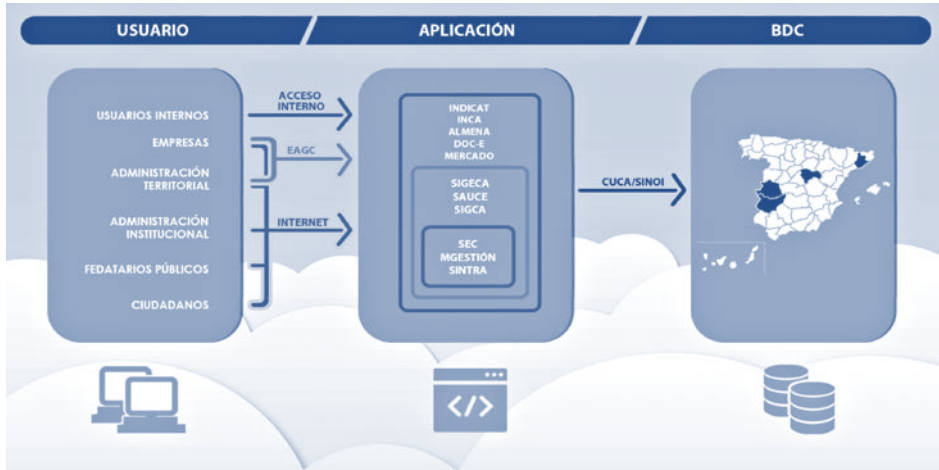 USUARIO
APLICACIÓN
BDC
USUARIOS INTERNOS
EMPRESAS
ADMINISTRACIÓN
TERRITORIAL
ADMINISTRACIÓN
INSTITUCIONAL
FEDATARIOS PÚBLICOS
CIUDADANOS
ACCESO
INTERNO
EAGC
INTERNET
INDICAT
INCA
ALMENA
DOC-E
MERCADO
SIGECA
SAUCE
SIGCA
SEC
MGESTIÓN
SINTRA
CUCA/SINOI
</>